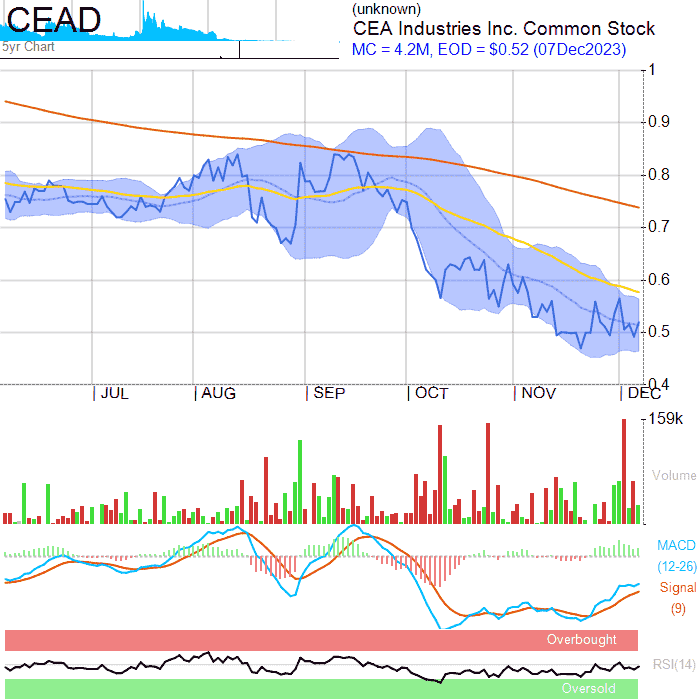 CEAD
5yr Chart
(unknown)
CEA Industries Inc. Common Stock
MC = 4.2M, EOD = $0.52 (07Dec2023)
1
0.9
0.8
0.7
0.6
0.5
0.4
JUL AUG SEP OCT NOV DEC
159k
Volume
MACD
(12-26)
Signal
(9)
Overbought
RSI(14)
Oversold